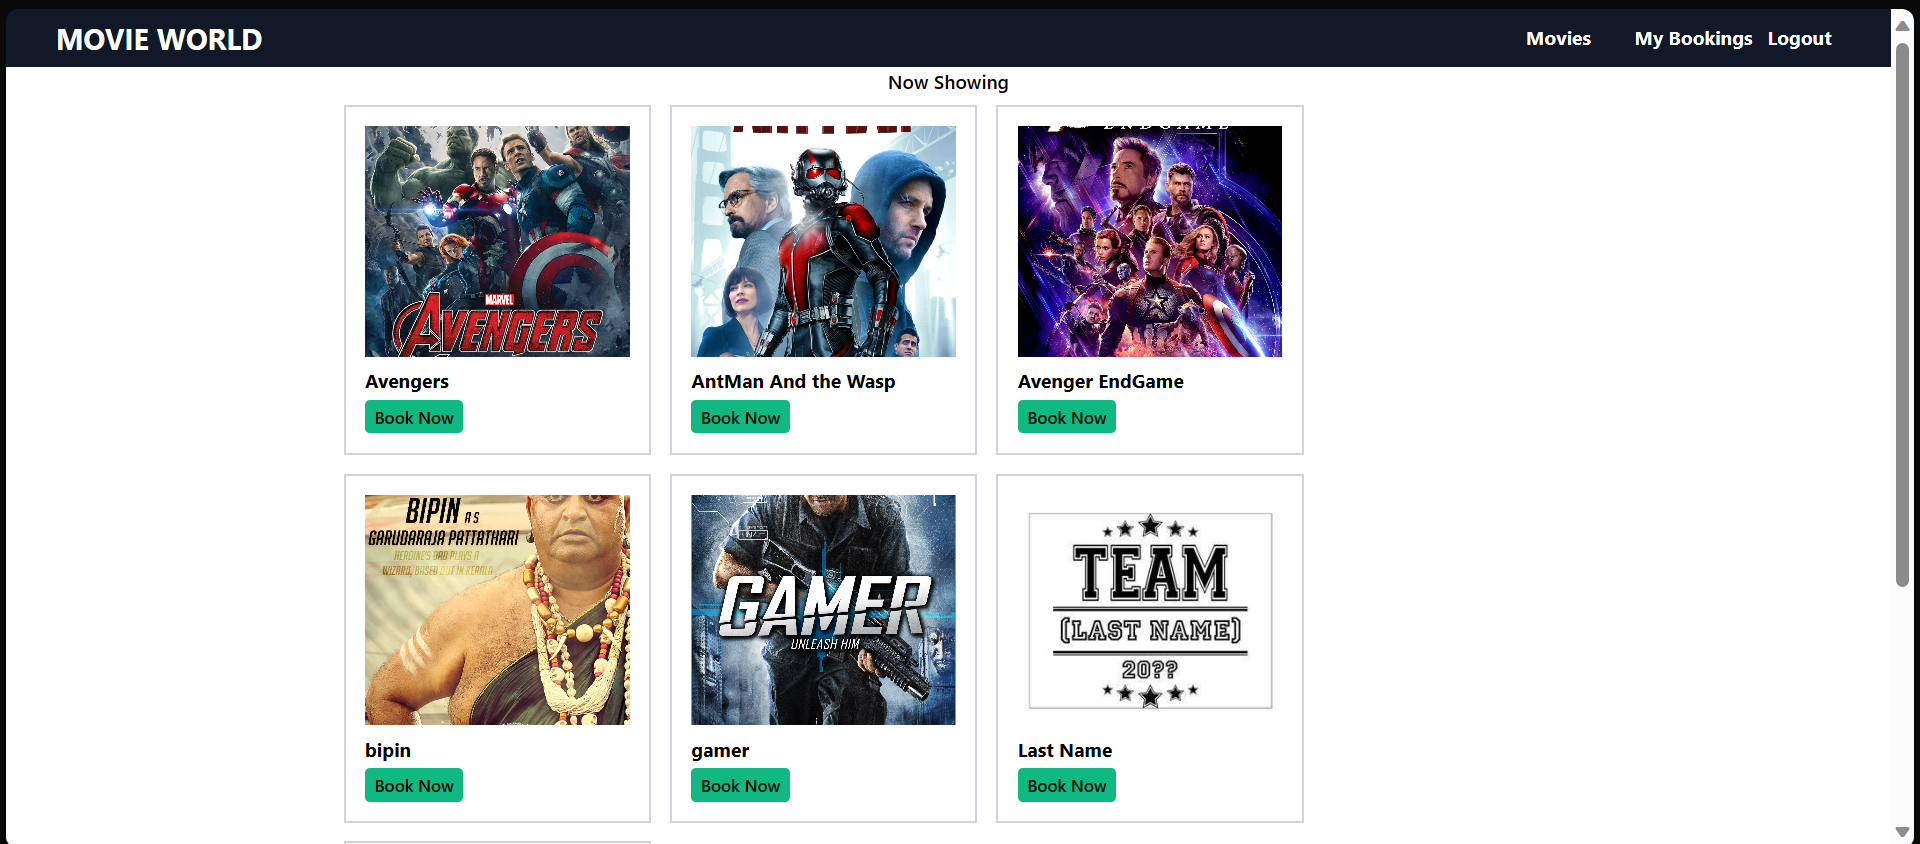 MOVIE WORLD
Movies
My Bookings
Logout
Now Showing
MARVEL
AVENGERS
ENDGAME
Avengers
AntMan And the Wasp
Avenger EndGame
Book Now
Book Now
Book Now
BIPIN AS
GARUDARAJA PATTATHARI
HEROINE'S DAD PLAYS A
WIZARD, BASED OUT IN KERALA
GAMER
UNLEASH HIM
TEAM
(LAST NAME)
20??
bipin
gamer
Last Name
Book Now
Book Now
Book Now